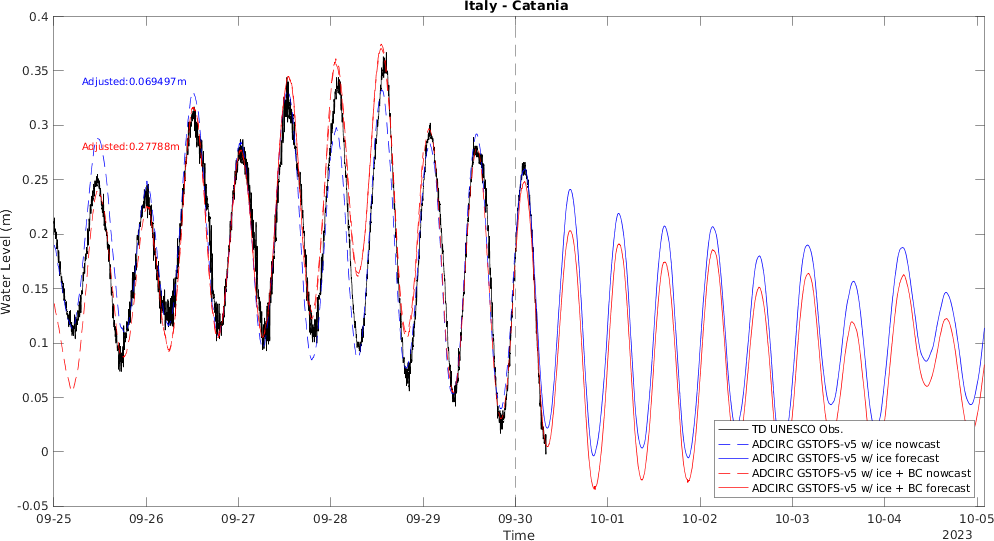 Italy - Catania
0.4
0.35
0.3
0.25
0.2
0.15
0.1
0.05
0
-0.05
Water Level (m)
Adjusted:0.069497m
Adjusted:0.27788m
TD UNESCO Obs.
ADCIRC GSTOFS-v5 w/ ice nowcast
ADCIRC GSTOFS-v5 w/ ice forecast
ADCIRC GSTOFS-v5 w/ ice + BC nowcast
ADCIRC GSTOFS-v5 w/ ice + BC forecast
09-25 09-26 09-27 09-28 09-29 09-30 10-01 10-02 10-03 10-04 10-05
Time
2023